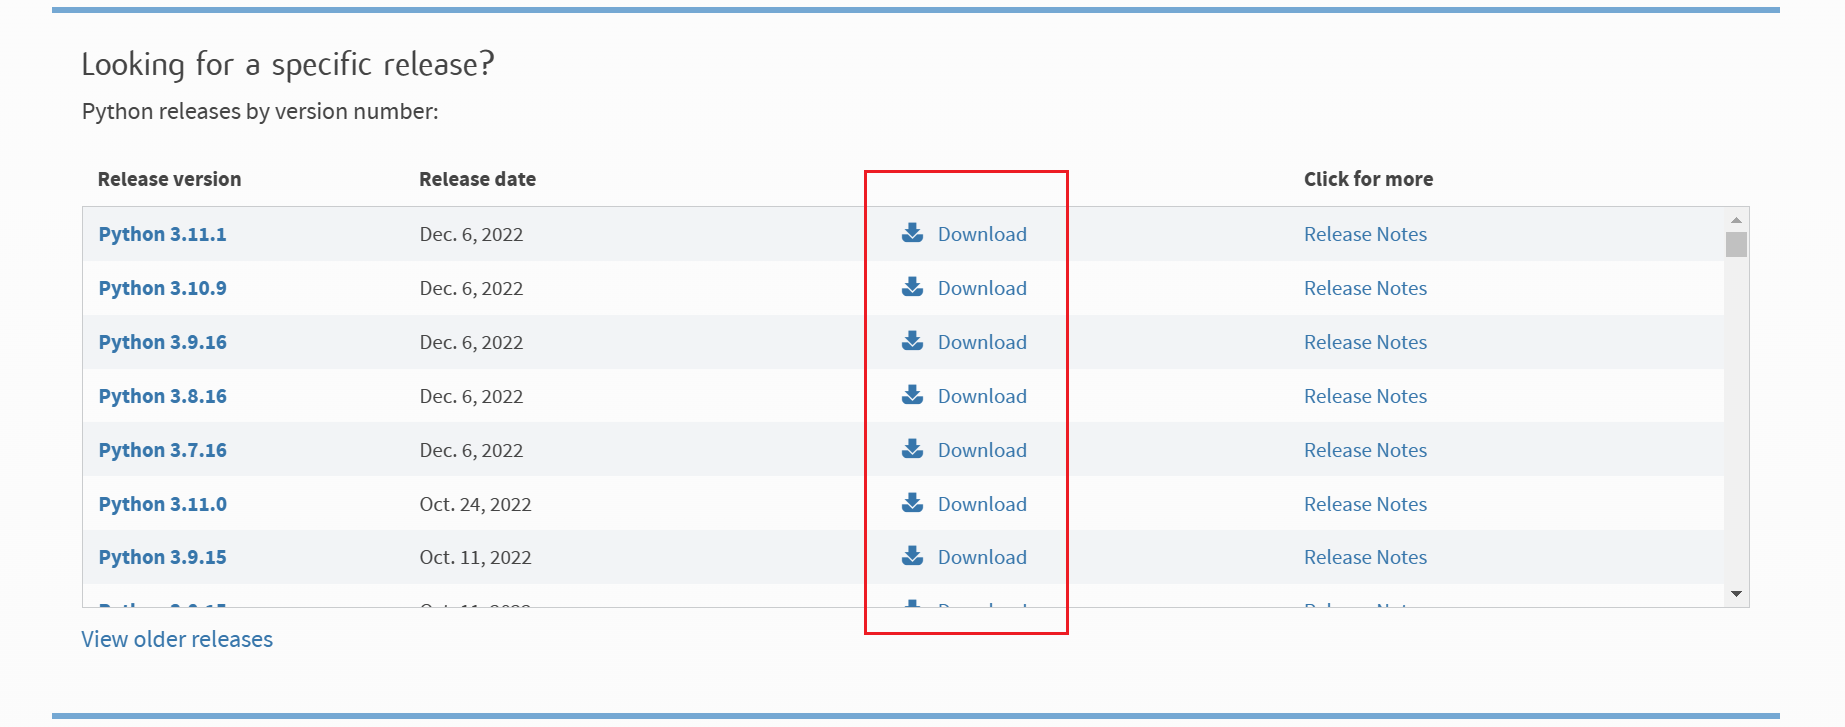 Looking for a specific release?
Python releases by version number:
Release version Release date Click for more
Python 3.11.1 Dec. 6, 2022 Download Release Notes
Python 3.10.9 Dec. 6, 2022 Download Release Notes
Python 3.9.16 Dec. 6, 2022 Download Release Notes
Python 3.8.16 Dec. 6, 2022 Download Release Notes
Python 3.7.16 Dec. 6, 2022 Download Release Notes
Python 3.11.0 Oct. 24, 2022 Download Release Notes
Python 3.9.15 Oct. 11, 2022 Download Release Notes
View older releases